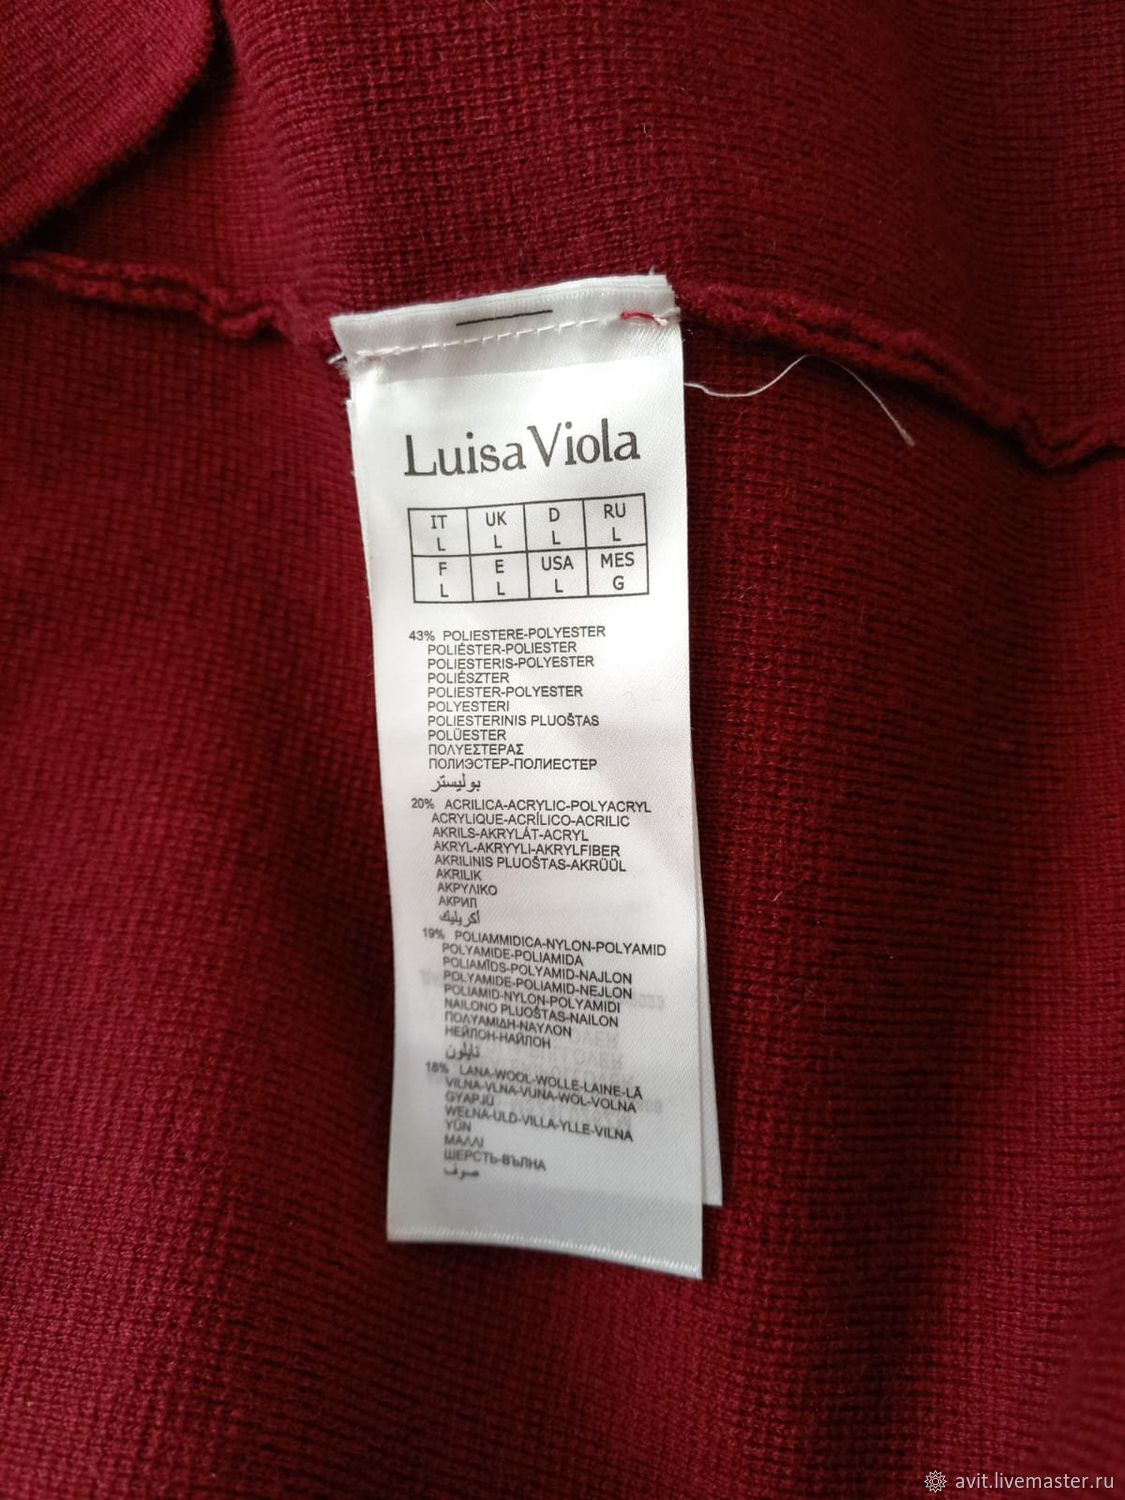 Luisa Viola
IT UK D RU
L L L L
F E USA MES
L L L G
43% POLIESTERE-POLYESTER
POLIÉSTER-POLIESTER
POLIESTERIS-POLYESTER
POLIÉSZTER
POLIESTER-POLYESTER
POLYESTERI
POLIESTERINIS PLUOŠTAS
POLÜESTER
ΠΟΛΥΕΣΤΕΡΑΣ
ПОЛИЭСТЕР-ПОЛИЕСТЕР
بوليستر
20% ACRILICA-ACRYLIC-POLYACRYL
ACRYLIQUE-ACRÍLICO-ACRILIC
AKRILS-AKRYLÁT-ACRYL
AKRYL-AKRYYLI-AKRYLFIBER
AKRILINIS PLUOŠTAS-AKRÜÜL
AKRILIK
ΑΚΡΥΛΙΚΟ
АКРИЛ
أكريليك
19% POLIAMMIDICA-NYLON-POLYAMID
POLYAMIDE-POLIAMIDA
POLIAMĪDS-POLYAMID-NAJLON
POLYAMIDE-POLIAMID-NEJLON
POLIAMID-NYLON-POLYAMIDI
NAILONO PLUOŠTAS-NAILON
ΠΟΛΥΑΜΙΔΗ-ΝΑΥΛΟΝ
НЕЙЛОН-НАЙЛОН
نايلون
18% LANA-WOOL-WOLLE-LAINE-LÃ
VILNA-VLNA-VUNA-WOL-VOLNA
GYAPJÚ
WEŁNA-ULD-VILLA-YLLE-VILNA
YÜN
ΜΑΛΛΙ
ШЕРСТЬ-ВЪЛНА
صوف
avit.livemaster.ru